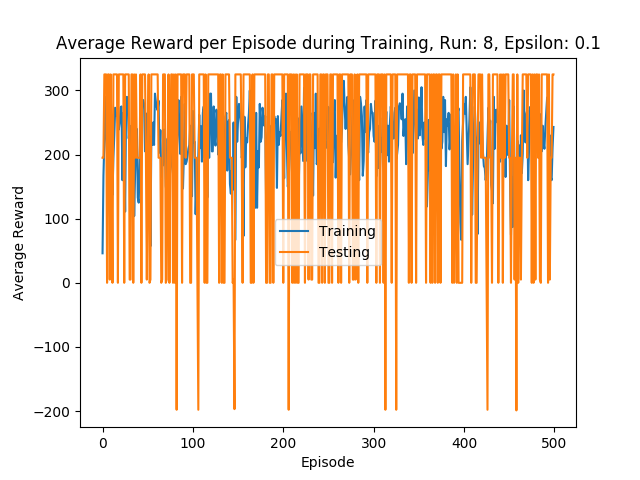 Average Reward per Episode during Training, Run: 8, Epsilon: 0.1
300
200
100
0
−100
−200
Average Reward
Training
Testing
0 100 200 300 400 500
Episode